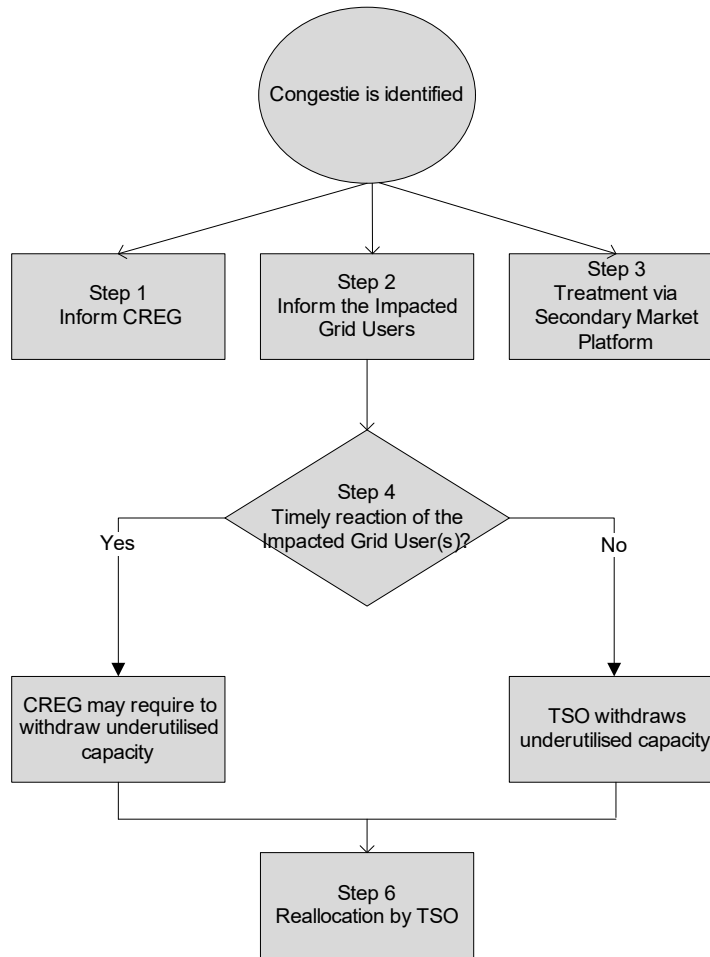 Congestie is identified
Step 1
Inform CREG
Step 2
Inform the Impacted
Grid Users
Step 3
Treatment via
Secondary Market
Platform
Step 4
Timely reaction of the
Impacted Grid User(s)?
Yes
No
CREG may require to
withdraw underutilised
capacity
TSO withdraws
underutilised capacity
Step 6
Reallocation by TSO